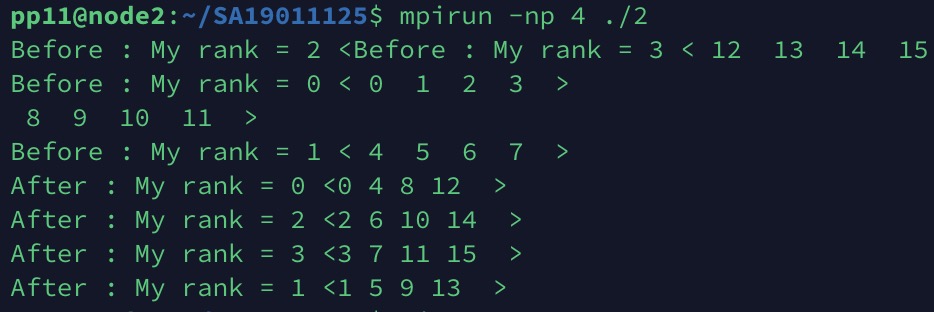 pp11@node2:~/SA19011125$ mpirun -np 4 ./2
Before : My rank = 2 <Before : My rank = 3 < 12  13  14  15
Before : My rank = 0 < 0  1  2  3  >
 8  9  10  11  >
Before : My rank = 1 < 4  5  6  7  >
After : My rank = 0 <0 4 8 12  >
After : My rank = 2 <2 6 10 14  >
After : My rank = 3 <3 7 11 15  >
After : My rank = 1 <1 5 9 13  >